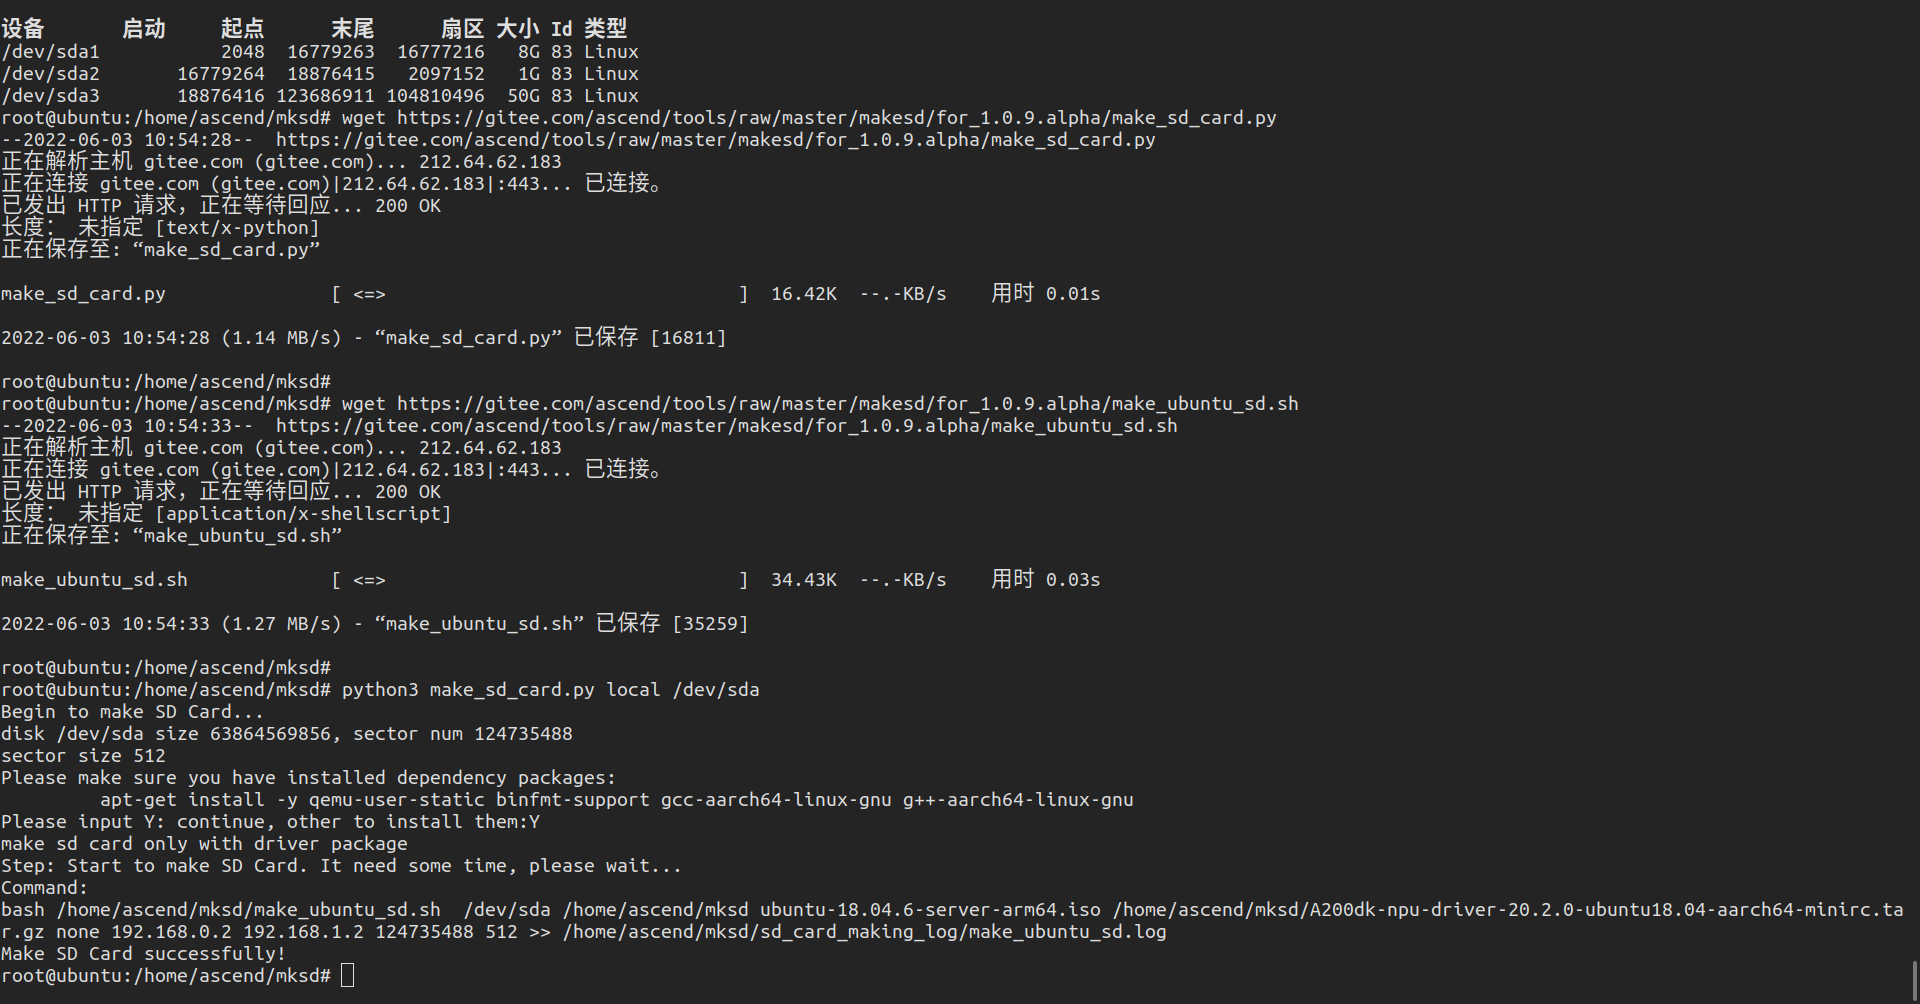 设备 启动 起点 末尾 扇区 大小 Id 类型
/dev/sda1 2048 16779263 16777216 8G 83 Linux
/dev/sda2 16779264 18876415 2097152 1G 83 Linux
/dev/sda3 18876416 123686911 104810496 50G 83 Linux
root@ubuntu:/home/ascend/mksd# wget https://gitee.com/ascend/tools/raw/master/makesd/for_1.0.9.alpha/make_sd_card.py
--2022-06-03 10:54:28-- https://gitee.com/ascend/tools/raw/master/makesd/for_1.0.9.alpha/make_sd_card.py
正在解析主机 gitee.com (gitee.com)... 212.64.62.183
正在连接 gitee.com (gitee.com)|212.64.62.183|:443... 已连接。
已发出 HTTP 请求，正在等待回应... 200 OK
长度： 未指定 [text/x-python]
正在保存至: “make_sd_card.py”
make_sd_card.py [ <=> ] 16.42K --.-KB/s 用时 0.01s
2022-06-03 10:54:28 (1.14 MB/s) - “make_sd_card.py” 已保存 [16811]
root@ubuntu:/home/ascend/mksd#
root@ubuntu:/home/ascend/mksd# wget https://gitee.com/ascend/tools/raw/master/makesd/for_1.0.9.alpha/make_ubuntu_sd.sh
--2022-06-03 10:54:33-- https://gitee.com/ascend/tools/raw/master/makesd/for_1.0.9.alpha/make_ubuntu_sd.sh
正在解析主机 gitee.com (gitee.com)... 212.64.62.183
正在连接 gitee.com (gitee.com)|212.64.62.183|:443... 已连接。
已发出 HTTP 请求，正在等待回应... 200 OK
长度： 未指定 [application/x-shellscript]
正在保存至: “make_ubuntu_sd.sh”
make_ubuntu_sd.sh [ <=> ] 34.43K --.-KB/s 用时 0.03s
2022-06-03 10:54:33 (1.27 MB/s) - “make_ubuntu_sd.sh” 已保存 [35259]
root@ubuntu:/home/ascend/mksd#
root@ubuntu:/home/ascend/mksd# python3 make_sd_card.py local /dev/sda
Begin to make SD Card...
disk /dev/sda size 63864569856, sector num 124735488
sector size 512
Please make sure you have installed dependency packages:
apt-get install -y qemu-user-static binfmt-support gcc-aarch64-linux-gnu g++-aarch64-linux-gnu
Please input Y: continue, other to install them:Y
make sd card only with driver package
Step: Start to make SD Card. It need some time, please wait...
Command:
bash /home/ascend/mksd/make_ubuntu_sd.sh /dev/sda /home/ascend/mksd ubuntu-18.04.6-server-arm64.iso /home/ascend/mksd/A200dk-npu-driver-20.2.0-ubuntu18.04-aarch64-minirc.ta
r.gz none 192.168.0.2 192.168.1.2 124735488 512 >> /home/ascend/mksd/sd_card_making_log/make_ubuntu_sd.log
Make SD Card successfully!
root@ubuntu:/home/ascend/mksd#